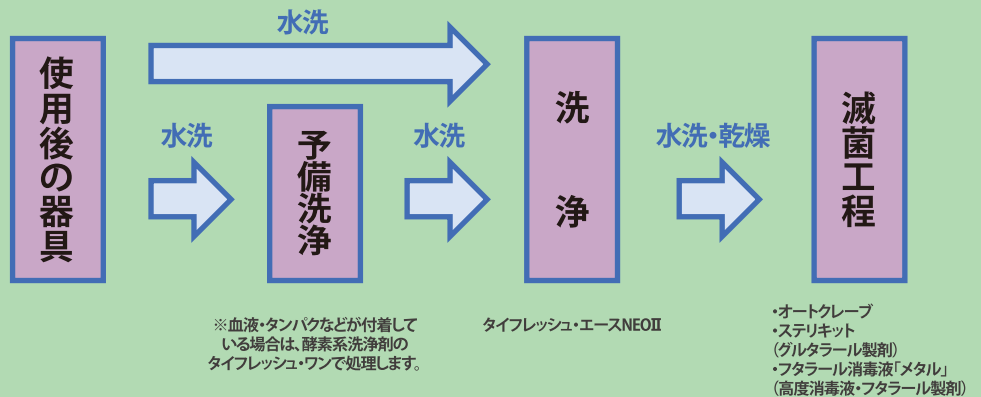 水洗
使用後の器具
水洗
予備洗浄
水洗
洗浄
水洗・乾燥
滅菌工程
※血液・タンパクなどが付着して
いる場合は、酵素系洗浄剤の
タイフレッシュ・ワンで処理します。
タイフレッシュ・エースNEOⅡ
・オートクレーブ
・ステリキット
(グルタラール製剤)
・フタラール消毒液「メタル」
(高度消毒液・フタラール製剤)